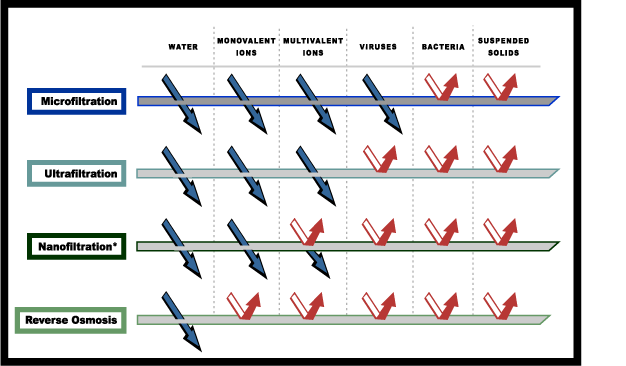 WATER
MONOVALENT
IONS
MULTIVALENT
IONS
VIRUSES
BACTERIA
SUSPENDED
SOLIDS
Microfiltration
Ultrafiltration
Nanofiltration*
Reverse Osmosis